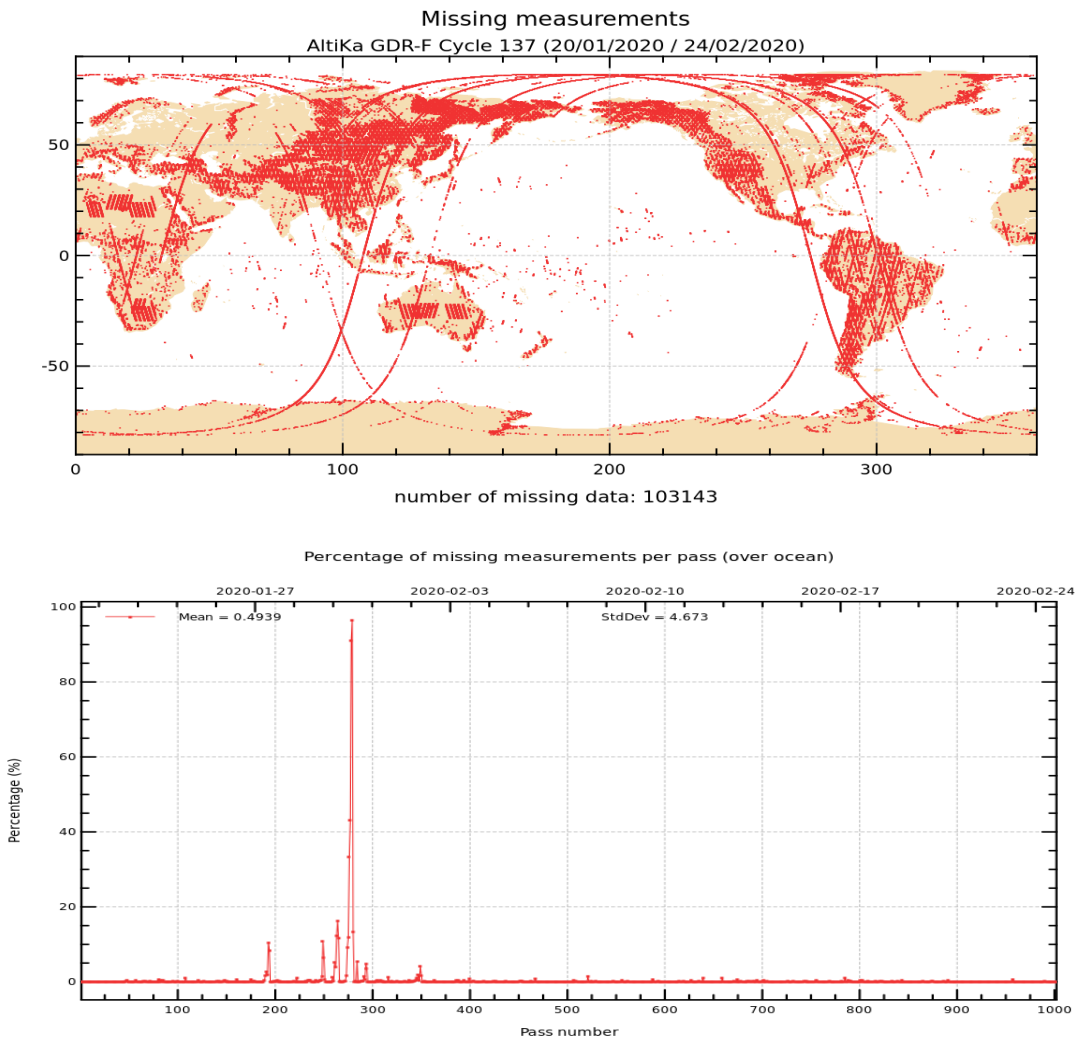 Missing measurements
AltiKa GDR-F Cycle 137 (20/01/2020 / 24/02/2020)
50
0
-50
0 100 200 300
number of missing data: 103143
Percentage of missing measurements per pass (over ocean)
2020-01-27 2020-02-03 2020-02-10 2020-02-17 2020-02-24
100
Mean = 0.4939 StdDev = 4.673
80
60
Percentage (%)
40
20
0
100 200 300 400 500 600 700 800 900 1000
Pass number